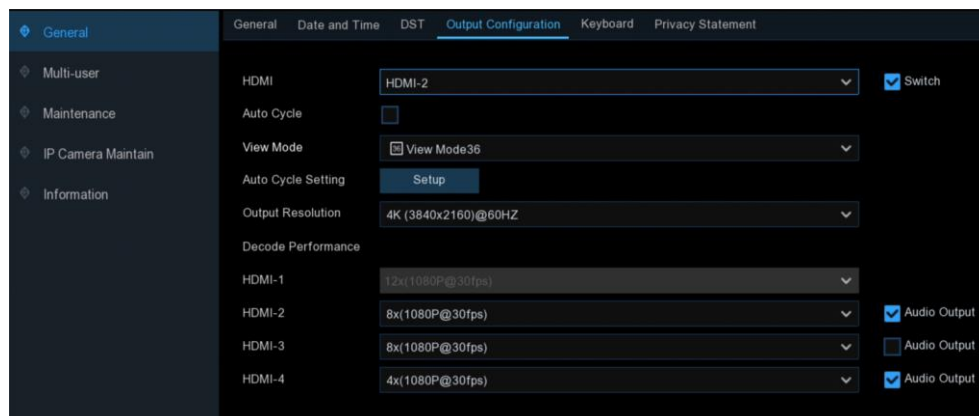 General
Multi-user
Maintenance
IP Camera Maintain
Information
General Date and Time DST Output Configuration Keyboard Privacy Statement
HDMI HDMI-2 Switch
Auto Cycle
View Mode 36 View Mode36
Auto Cycle Setting Setup
Output Resolution 4K (3840x2160)@60HZ
Decode Performance
HDMI-1 12x(1080P@30fps)
HDMI-2 8x(1080P@30fps) Audio Output
HDMI-3 8x(1080P@30fps) Audio Output
HDMI-4 4x(1080P@30fps) Audio Output